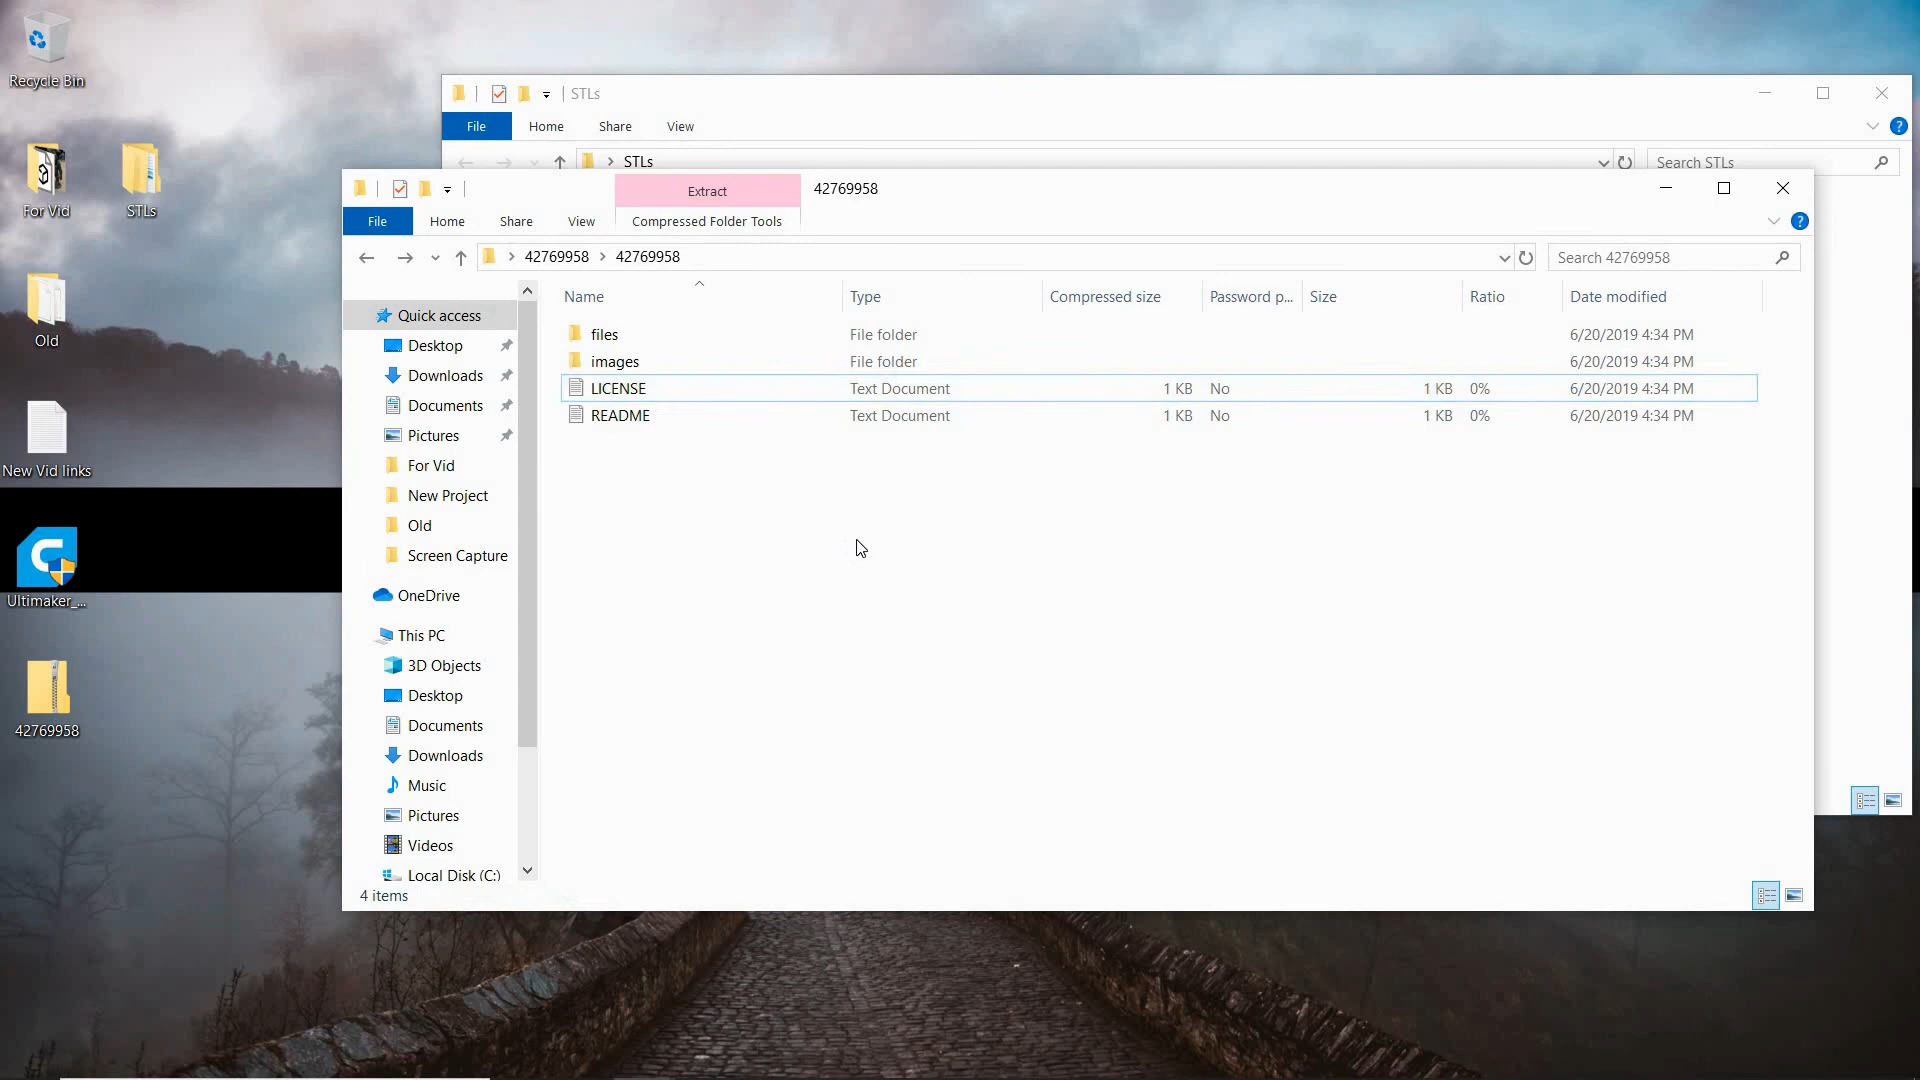 Recycle Bin
For Vid
STLs
Old
New Vid links
Ultimaker_...
42769958
STLs
File
Home
Share
View
STLs
Search STLs
Extract
42769958
File
Home
Share
View
Compressed Folder Tools
42769958
42769958
Search 42769958
Quick access
Desktop
Downloads
Documents
Pictures
For Vid
New Project
Old
Screen Capture
OneDrive
This PC
3D Objects
Desktop
Documents
Downloads
Music
Pictures
Videos
Local Disk (C:)
Name Type Compressed size Password p... Size Ratio Date modified
files File folder 6/20/2019 4:34 PM
images File folder 6/20/2019 4:34 PM
LICENSE Text Document 1 KB No 1 KB 0% 6/20/2019 4:34 PM
README Text Document 1 KB No 1 KB 0% 6/20/2019 4:34 PM
4 items